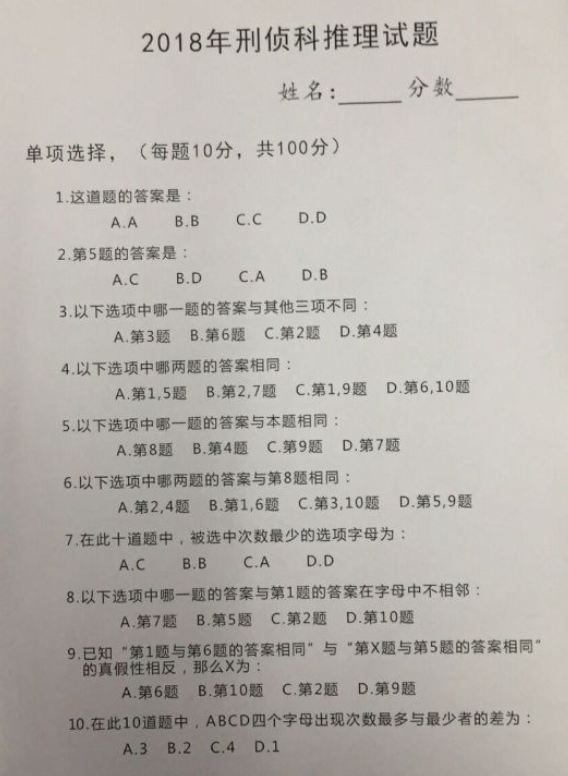 2018年刑侦科推理试题
姓名:_____ 分数_____
单项选择，（每题10分，共100分）
1.这道题的答案是：
A.A B.B C.C D.D
2.第5题的答案是：
A.C B.D C.A D.B
3.以下选项中哪一题的答案与其他三项不同：
A.第3题 B.第6题 C.第2题 D.第4题
4.以下选项中哪两题的答案相同：
A.第1,5题 B.第2,7题 C.第1,9题 D.第6,10题
5.以下选项中哪一题的答案与本题相同：
A.第8题 B.第4题 C.第9题 D.第7题
6.以下选项中哪两题的答案与第8题相同：
A.第2,4题 B.第1,6题 C.第3,10题 D.第5,9题
7.在此十道题中，被选中次数最少的选项字母为：
A.C B.B C.A D.D
8.以下选项中哪一题的答案与第1题的答案在字母中不相邻：
A.第7题 B.第5题 C.第2题 D.第10题
9.已知“第1题与第6题的答案相同”与“第X题与第5题的答案相同”
的真假性相反，那么X为：
A.第6题 B.第10题 C.第2题 D.第9题
10.在此10道题中，ABCD四个字母出现次数最多与最少者的差为：
A.3 B.2 C.4 D.1